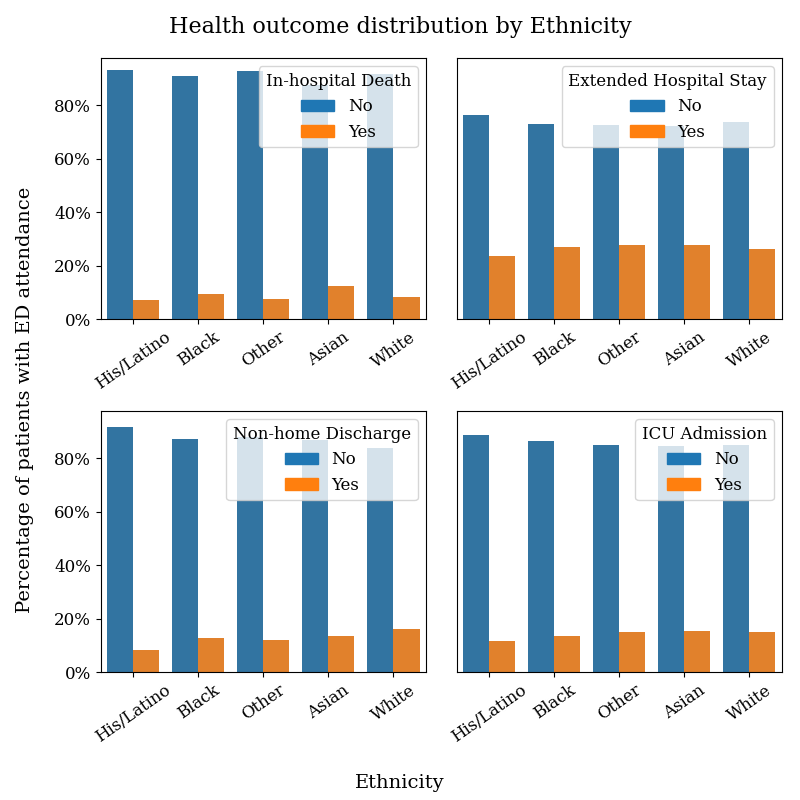 Health outcome distribution by Ethnicity
In-hospital Death
No
Yes
80%
60%
40%
20%
0%
His/Latino
Black
Other
Asian
White
Extended Hospital Stay
No
Yes
His/Latino
Black
Other
Asian
White
Percentage of patients with ED attendance
Non-home Discharge
No
Yes
80%
60%
40%
20%
0%
His/Latino
Black
Other
Asian
White
ICU Admission
No
Yes
His/Latino
Black
Other
Asian
White
Ethnicity